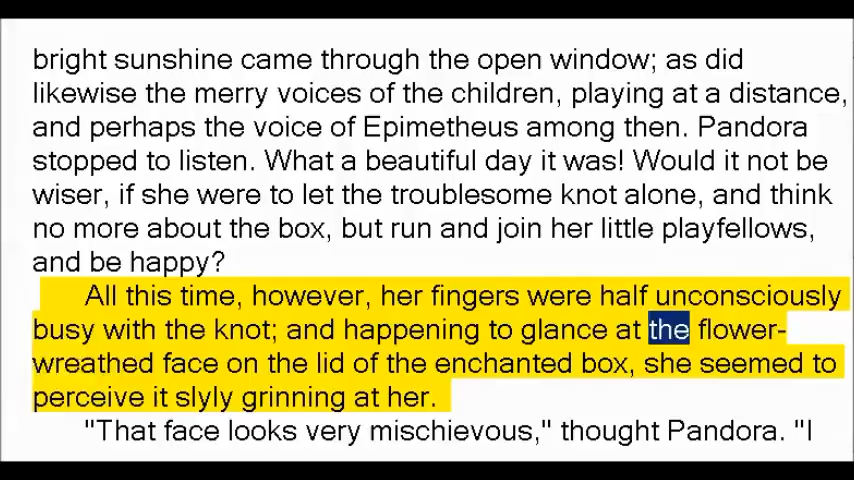 bright sunshine came through the open window; as did
likewise the merry voices of the children, playing at a distance,
and perhaps the voice of Epimetheus among then. Pandora
stopped to listen. What a beautiful day it was! Would it not be
wiser, if she were to let the troublesome knot alone, and think
no more about the box, but run and join her little playfellows,
and be happy?
All this time, however, her fingers were half unconsciously
busy with the knot; and happening to glance at the flower-
wreathed face on the lid of the enchanted box, she seemed to
perceive it slyly grinning at her.
"That face looks very mischievous," thought Pandora. "I